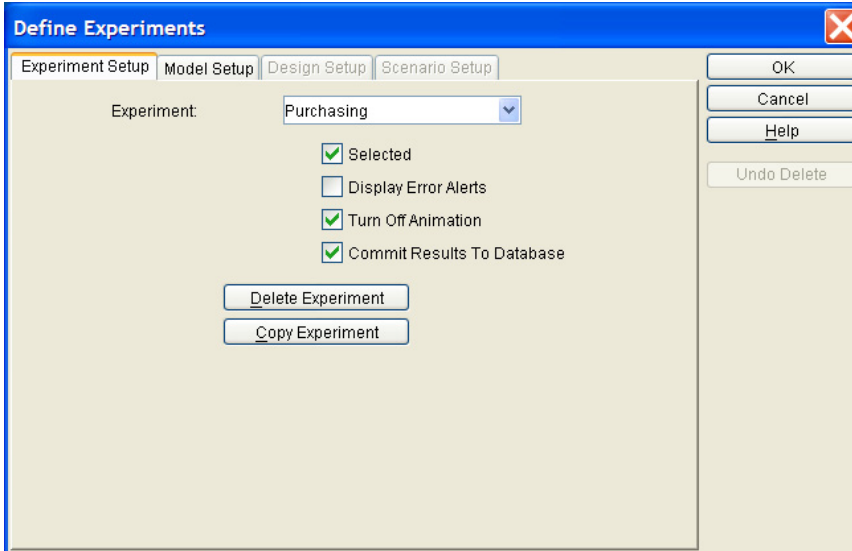 Define Experiments
Experiment Setup Model Setup Design Setup Scenario Setup
OK
Cancel
Help
Undo Delete
Experiment: Purchasing
Selected
Display Error Alerts
Turn Off Animation
Commit Results To Database
Delete Experiment
Copy Experiment